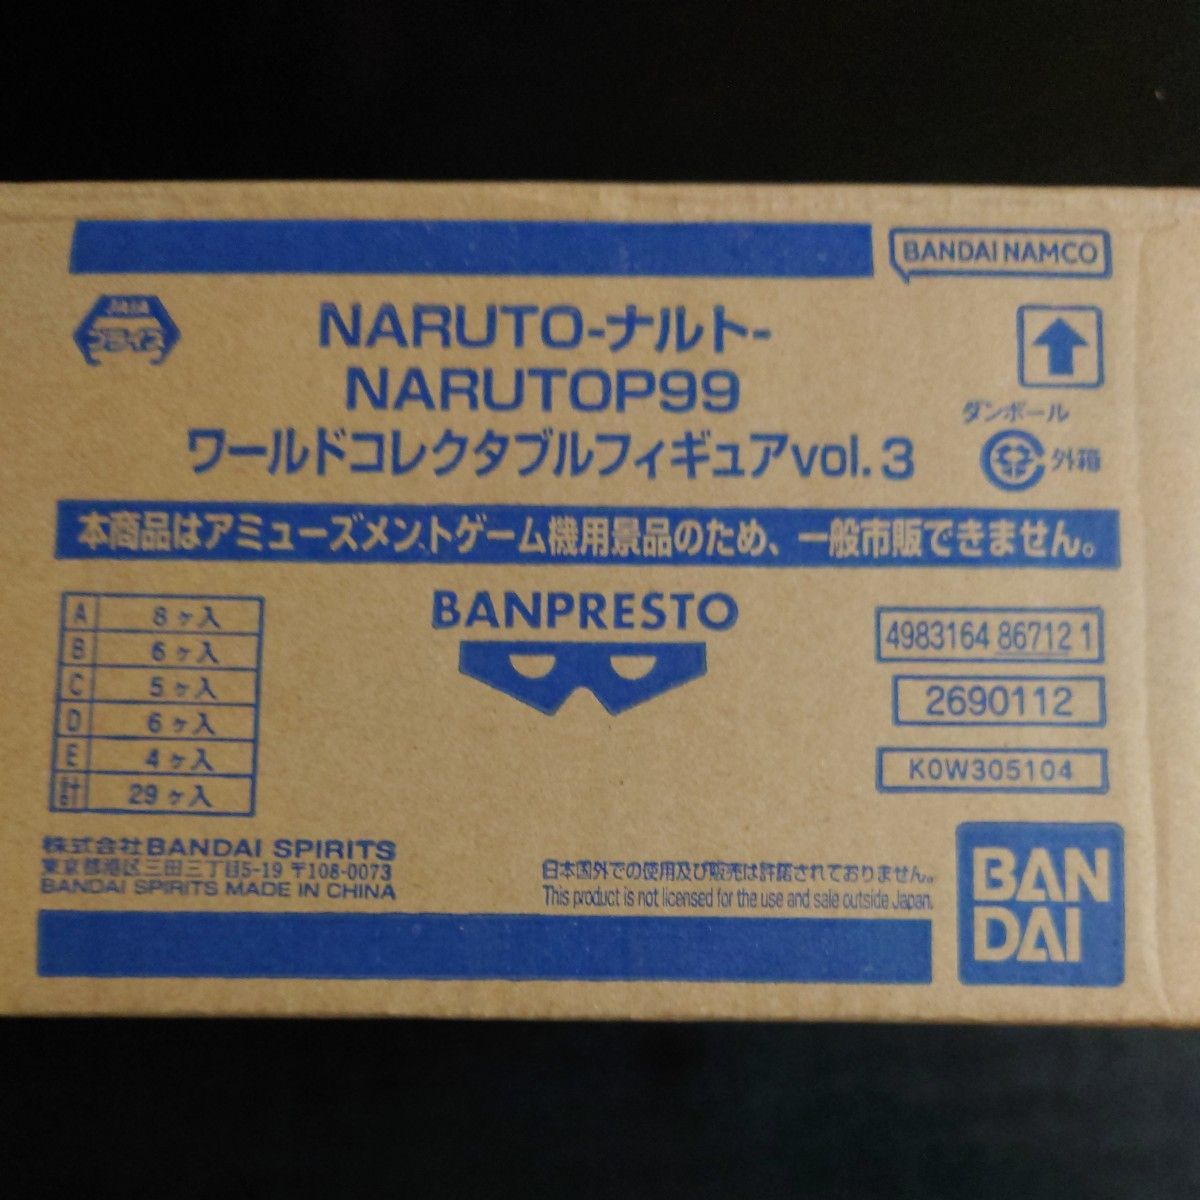 BANDAI NAMCO
JAIA
プライズ
NARUTO-ナルト-
NARUTOP99
ワールドコレクタブルフィギュアvol.3
ダンボール
外箱
本商品はアミューズメントゲーム機用景品のため、一般市販できません。
A 8ヶ入
B 6ヶ入
C 5ヶ入
D 6ヶ入
E 4ヶ入
計 29ヶ入
BANPRESTO
4983164 86712 1
2690112
K0W305104
株式会社BANDAI SPIRITS
東京都港区三田三丁目5-19 〒108-0073
BANDAI SPIRITS MADE IN CHINA
日本国外での使用及び販売は許諾されておりません。
This product is not licensed for the use and sale outside Japan.
BAN
DAI